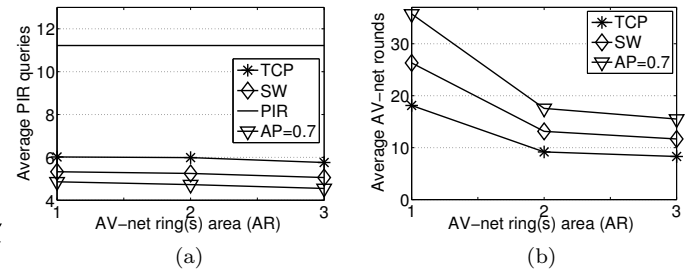 12
10
8
6
4
Average PIR queries
TCP
SW
PIR
AP=0.7
1 2 3
AV−net ring(s) area (AR)
(a)
30
20
10
0
Average AV−net rounds
TCP
SW
AP=0.7
1 2 3
AV−net ring(s) area (AR)
(b)